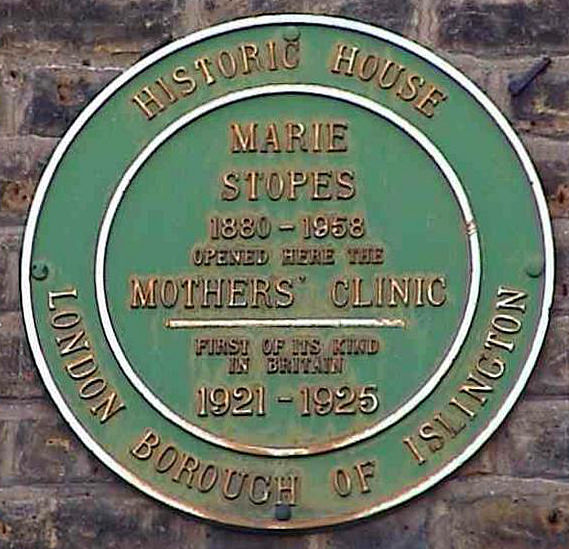 HISTORIC HOUSE
MARIE
STOPES
1880 - 1958
OPENED HERE THE
MOTHERS' CLINIC
FIRST OF ITS KIND
IN BRITAIN
1921 - 1925
LONDON BOROUGH OF ISLINGTON